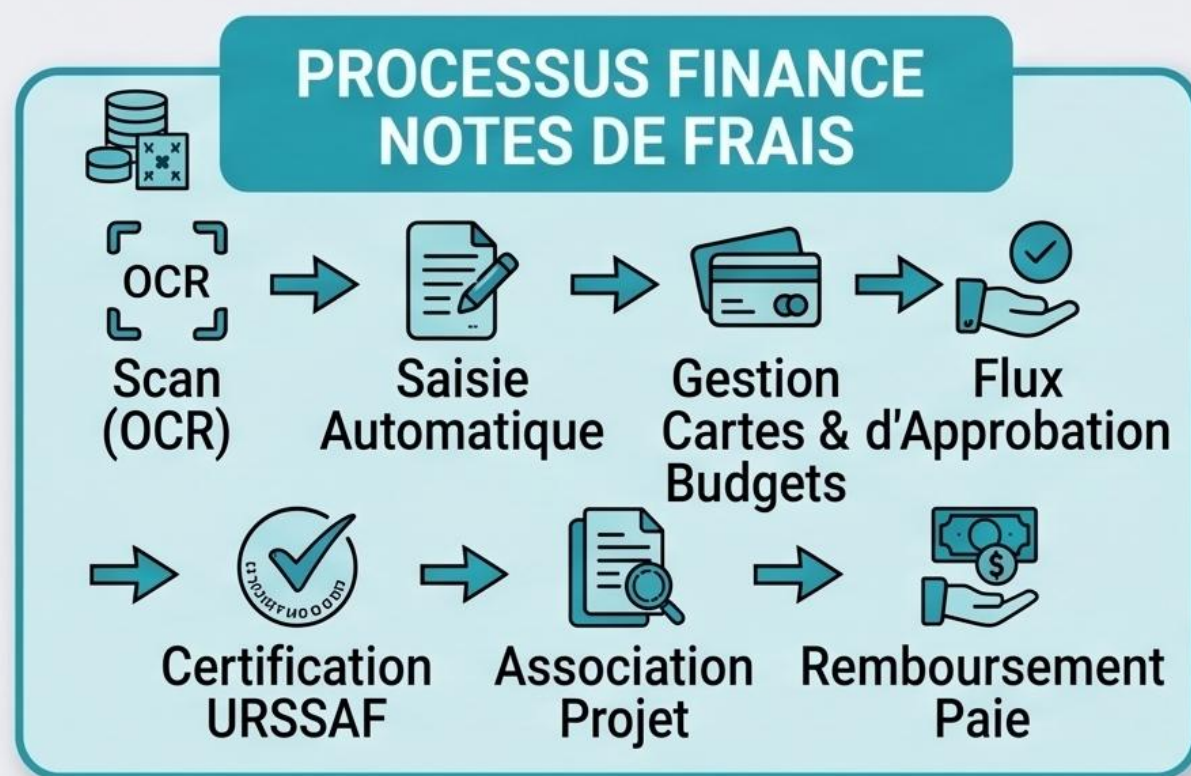 PROCESSUS FINANCE
NOTES DE FRAIS
OCR
Scan
(OCR)
Saisie
Automatique
Gestion
Cartes &
Budgets
Flux
d'Approbation
$
Certification
URSSAF
Association
Projet
Remboursement
Paie